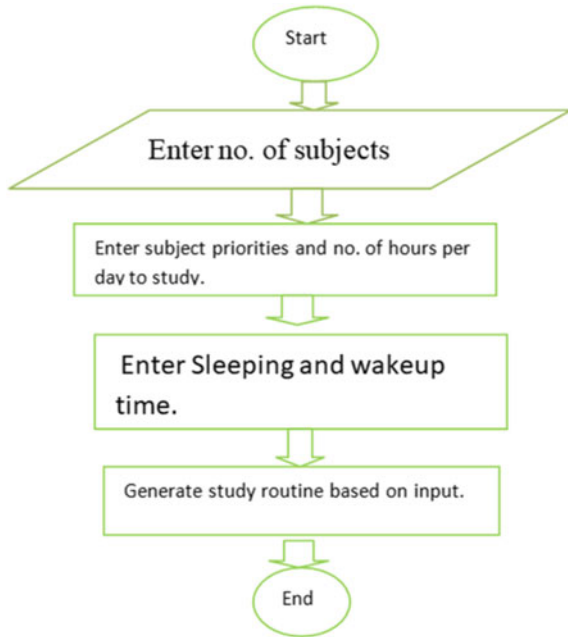 Start
Enter no. of subjects
Enter subject priorities and no. of hours per
day to study.
Enter Sleeping and wakeup
time.
Generate study routine based on input.
End